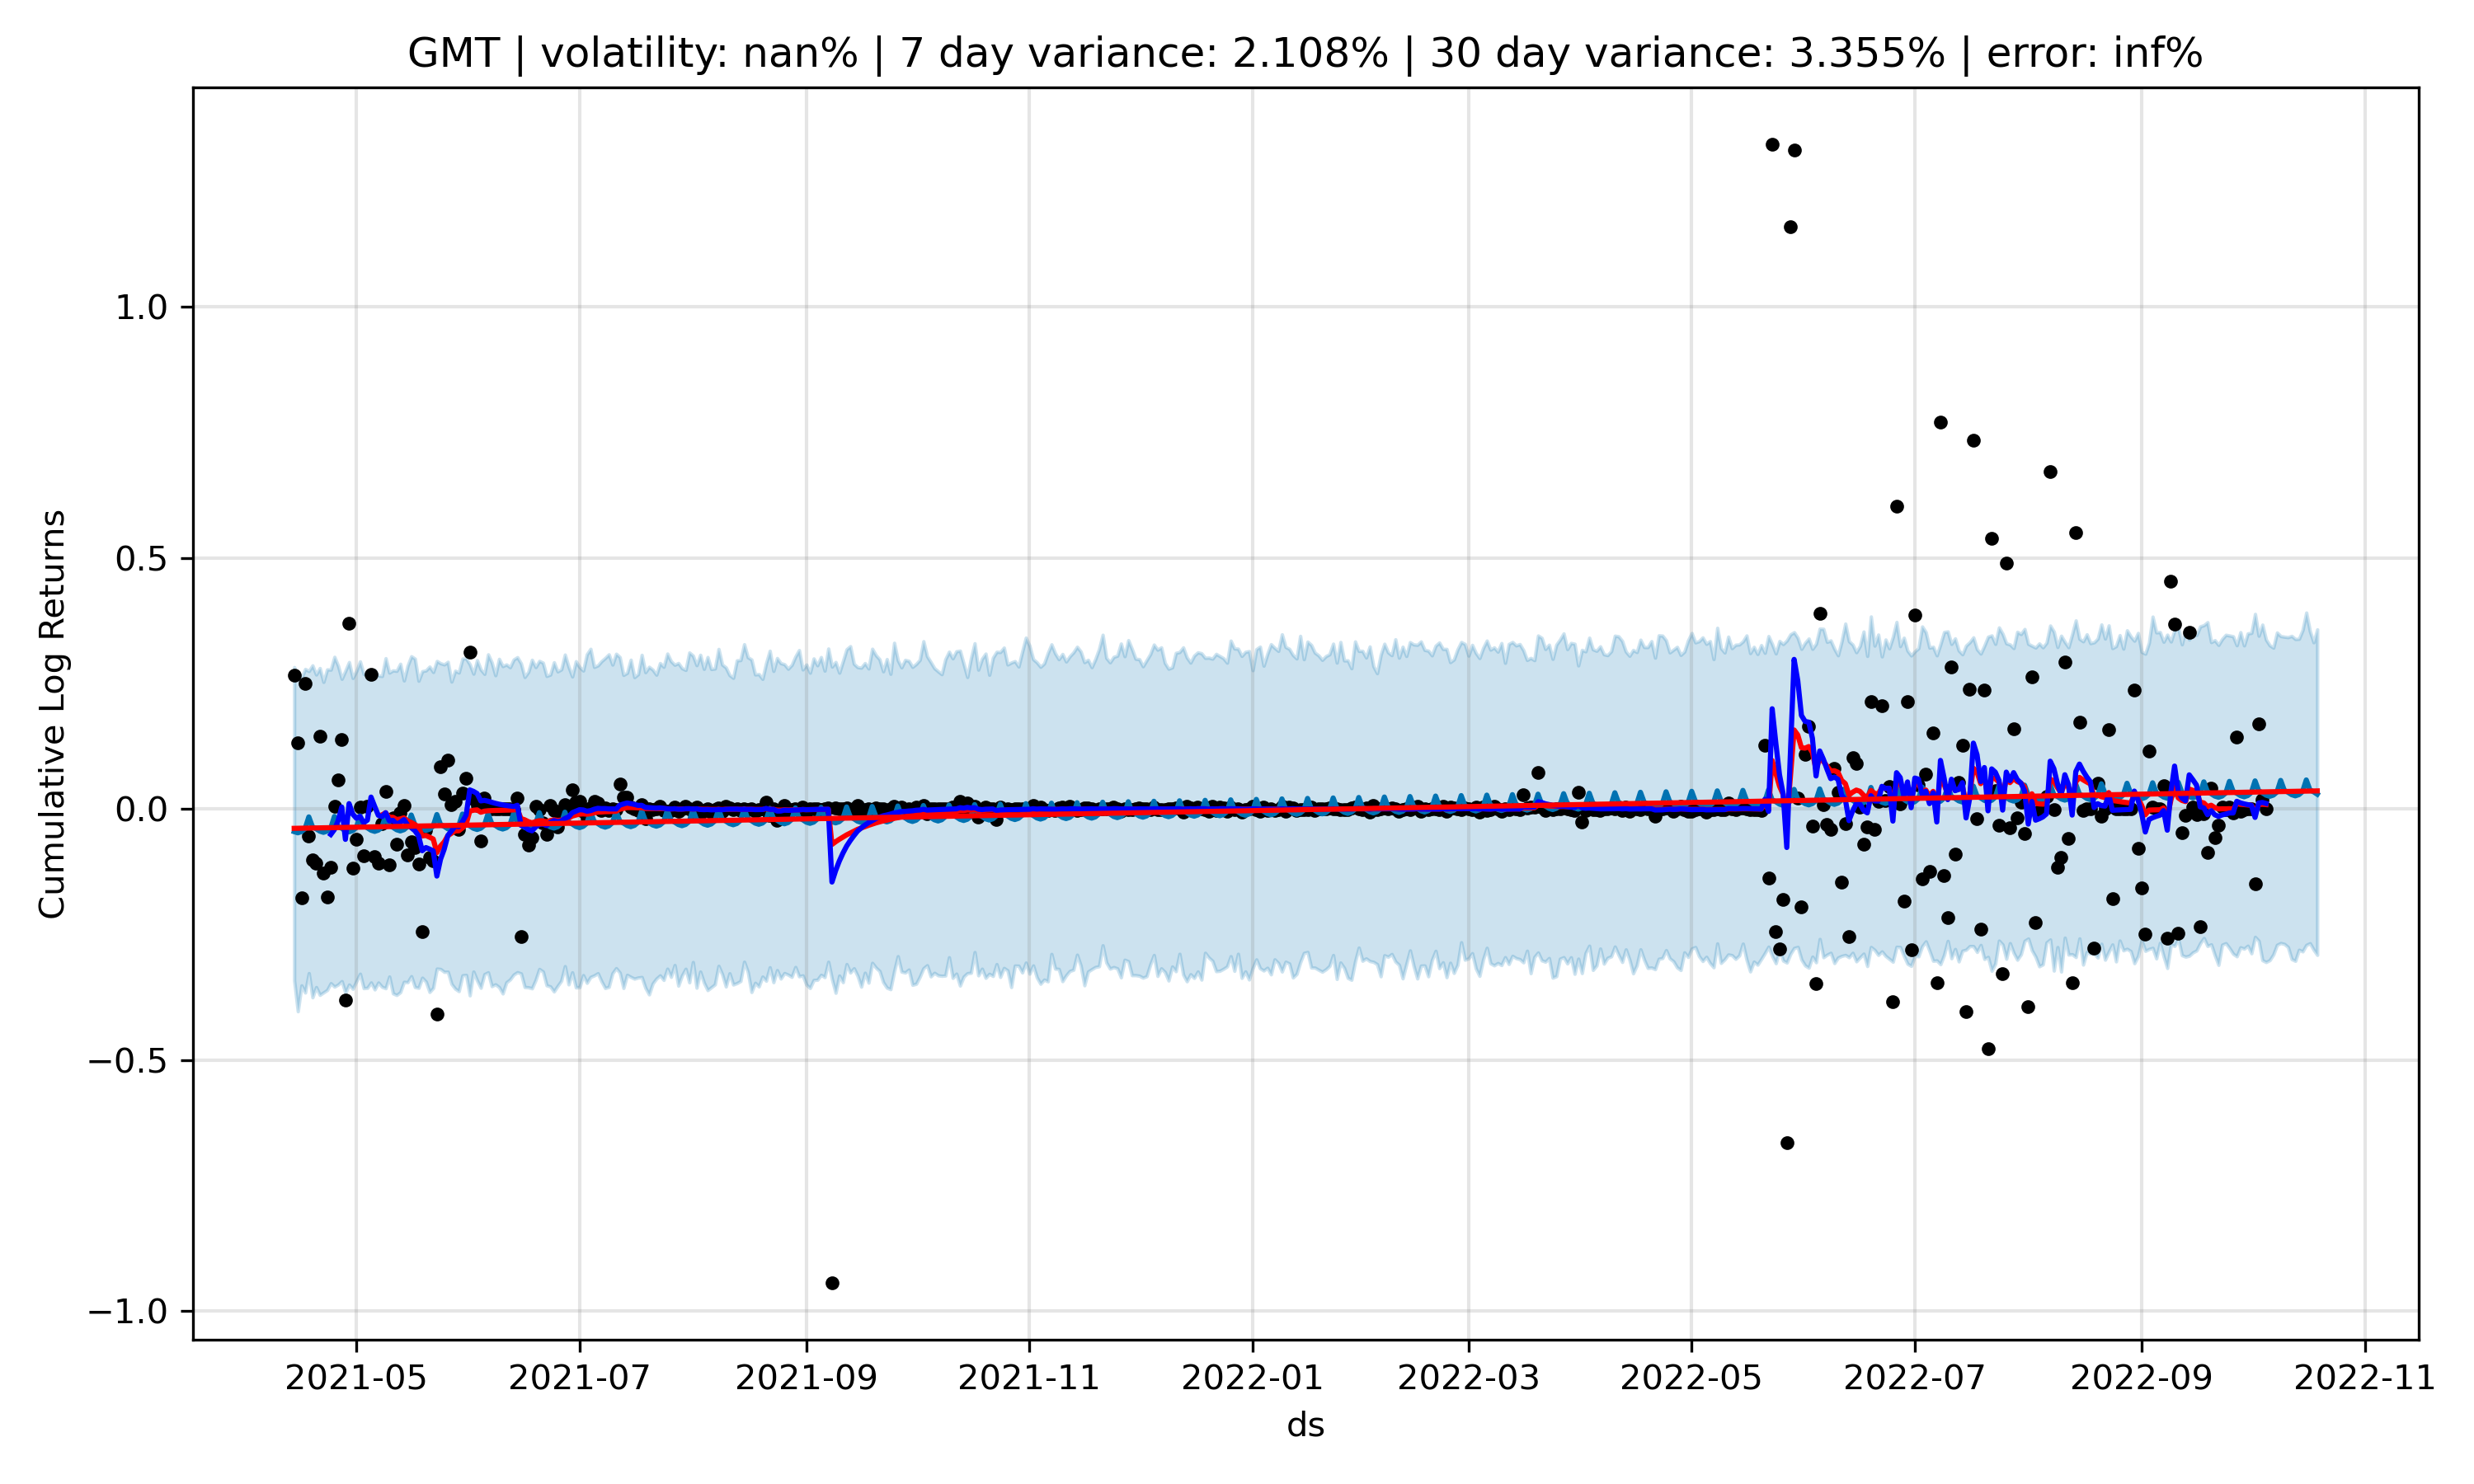 GMT | volatility: nan% | 7 day variance: 2.108% | 30 day variance: 3.355% | error: inf%
Cumulative Log Returns
1.0
0.5
0.0
−0.5
−1.0
2021-05 2021-07 2021-09 2021-11 2022-01 2022-03 2022-05 2022-07 2022-09 2022-11
ds